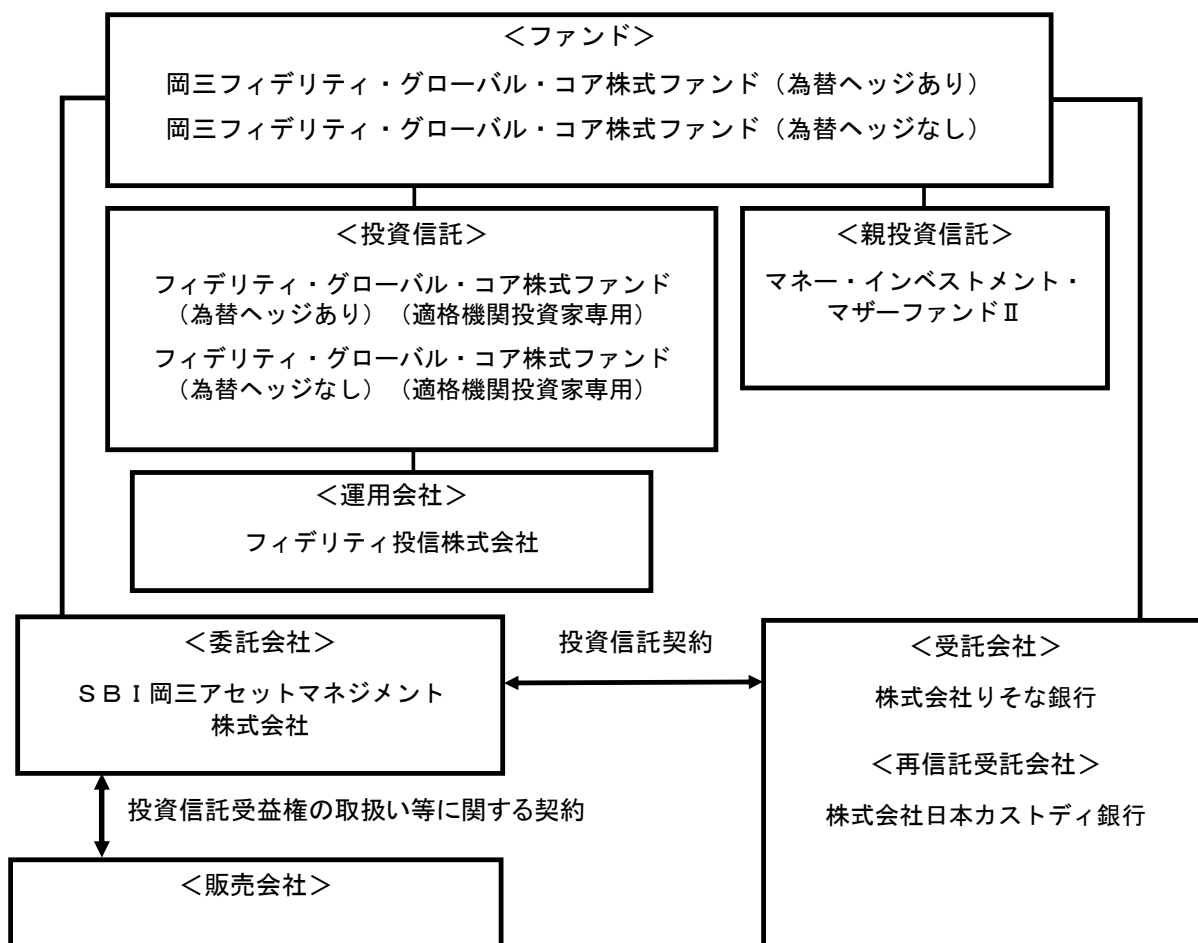 ＜ファンド＞
岡三フィデリティ・グローバル・コア株式ファンド（為替ヘッジあり）
岡三フィデリティ・グローバル・コア株式ファンド（為替ヘッジなし）
＜投資信託＞
フィデリティ・グローバル・コア株式ファンド
（為替ヘッジあり）（適格機関投資家専用）
フィデリティ・グローバル・コア株式ファンド
（為替ヘッジなし）（適格機関投資家専用）
＜親投資信託＞
マネー・インベストメント・
マザーファンドⅡ
＜運用会社＞
フィデリティ投信株式会社
＜委託会社＞
ＳＢＩ岡三アセットマネジメント
株式会社
投資信託契約
＜受託会社＞
株式会社りそな銀行
＜再信託受託会社＞
株式会社日本カストディ銀行
投資信託受益権の取扱い等に関する契約
＜販売会社＞